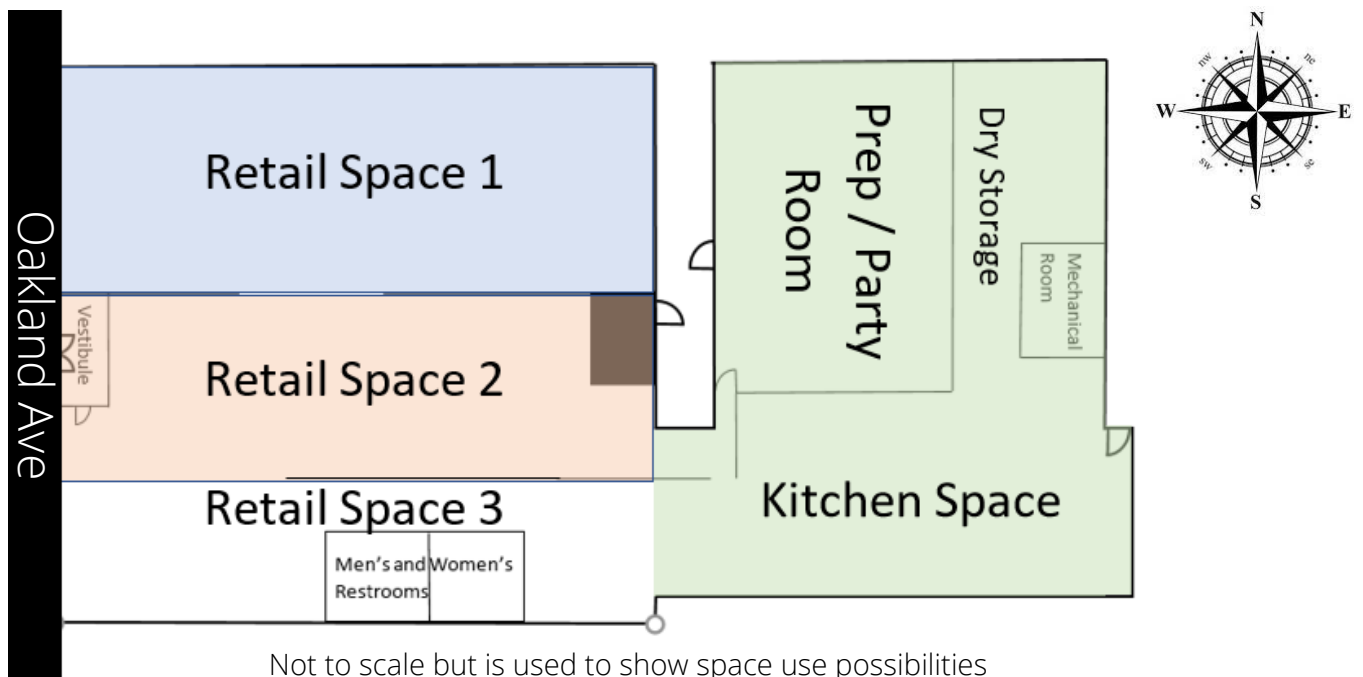 Oakland Ave
Retail Space 1
Vestibule
Retail Space 2
Retail Space 3
Men's and Women's
Restrooms
Prep / Party
Room
Dry Storage
Mechanical
Room
Kitchen Space
N
ne
E
se
S
sw
W
nw
Not to scale but is used to show space use possibilities